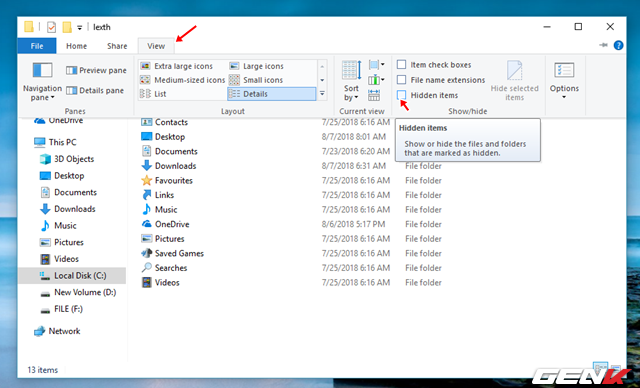 lexth
File Home Share View
Navigation pane
Preview pane
Details pane
Panes
Extra large icons Large icons
Medium-sized icons Small icons
List Details
Layout
Sort by
Current view
Item check boxes
File name extensions
Hidden items
Hide selected items
Show/hide
Options
Hidden items
Show or hide the files and folders
that are marked as hidden.
OneDrive
This PC
3D Objects
Desktop
Documents
Downloads
Music
Pictures
Videos
Local Disk (C:)
New Volume (D:)
FILE (F:)
Network
Contacts 7/25/2018 6:16 AM File folder
Desktop 8/7/2018 8:01 AM
Documents 7/23/2018 6:20 AM
Downloads 8/7/2018 6:31 AM File folder
Favourites 7/25/2018 6:16 AM File folder
Links 7/25/2018 6:16 AM File folder
Music 7/25/2018 6:16 AM File folder
OneDrive 8/6/2018 5:17 PM File folder
Pictures 7/25/2018 6:16 AM File folder
Saved Games 7/25/2018 6:16 AM File folder
Searches 7/25/2018 6:16 AM File folder
Videos 7/25/2018 6:16 AM File folder
13 items
GENK